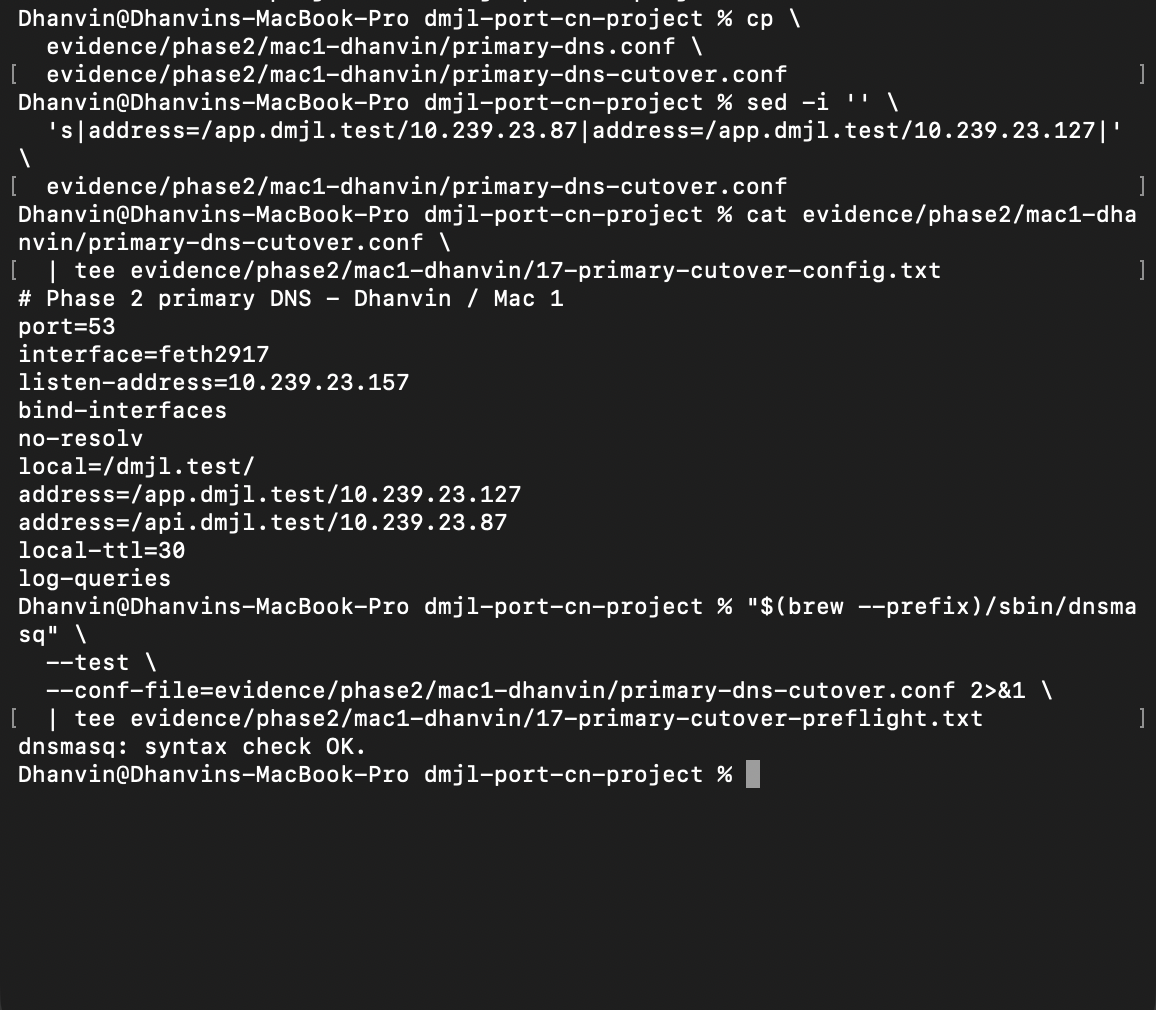 Dhanvin@Dhanvins-MacBook-Pro dmjl-port-cn-project % cp \
  evidence/phase2/mac1-dhanvin/primary-dns.conf \
[  evidence/phase2/mac1-dhanvin/primary-dns-cutover.conf ]
Dhanvin@Dhanvins-MacBook-Pro dmjl-port-cn-project % sed -i '' \
  's|address=/app.dmjl.test/10.239.23.87|address=/app.dmjl.test/10.239.23.127|'
\
[  evidence/phase2/mac1-dhanvin/primary-dns-cutover.conf ]
Dhanvin@Dhanvins-MacBook-Pro dmjl-port-cn-project % cat evidence/phase2/mac1-dha
nvin/primary-dns-cutover.conf \
[  | tee evidence/phase2/mac1-dhanvin/17-primary-cutover-config.txt ]
# Phase 2 primary DNS - Dhanvin / Mac 1
port=53
interface=feth2917
listen-address=10.239.23.157
bind-interfaces
no-resolv
local=/dmjl.test/
address=/app.dmjl.test/10.239.23.127
address=/api.dmjl.test/10.239.23.87
local-ttl=30
log-queries
Dhanvin@Dhanvins-MacBook-Pro dmjl-port-cn-project % "$(brew --prefix)/sbin/dnsma
sq" \
  --test \
  --conf-file=evidence/phase2/mac1-dhanvin/primary-dns-cutover.conf 2>&1 \
[  | tee evidence/phase2/mac1-dhanvin/17-primary-cutover-preflight.txt ]
dnsmasq: syntax check OK.
Dhanvin@Dhanvins-MacBook-Pro dmjl-port-cn-project %